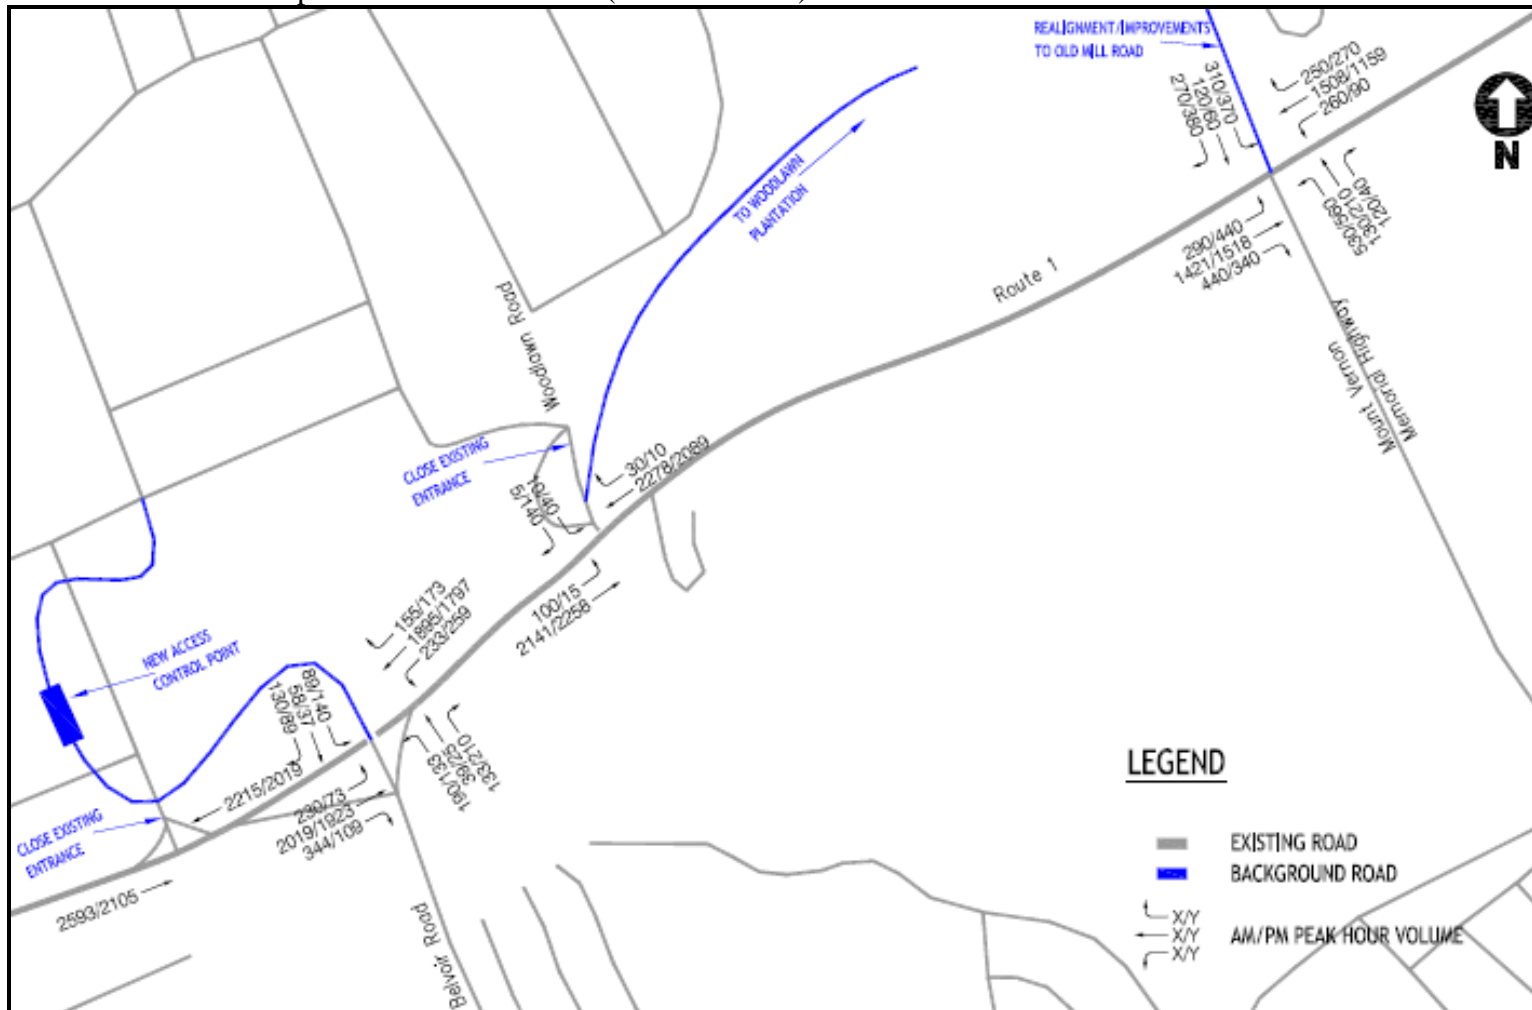 REALIGNMENT/IMPROVEMENTS
TO OLD MILL ROAD
310/370
120/60
270/380
250/270
1508/1159
260/90
N
TO WOODLAWN
PLANTATION
530/560
130/210
120/40
290/440
1421/1518
440/340
Route 1
Woodlawn Road
Mount Vernon
Memorial Highway
CLOSE EXISTING
ENTRANCE
30/10
2278/2089
10/40
5/140
100/15
2141/2258
155/173
1895/1797
233/259
NEW ACCESS
CONTROL POINT
89/140
58/37
130/89
133/210
39/25
190/133
2215/2019
230/73
2019/1923
344/109
CLOSE EXISTING
ENTRANCE
2593/2105
Belvoir Road
LEGEND
EXISTING ROAD
BACKGROUND ROAD
X/Y
X/Y
X/Y
AM/PM PEAK HOUR VOLUME